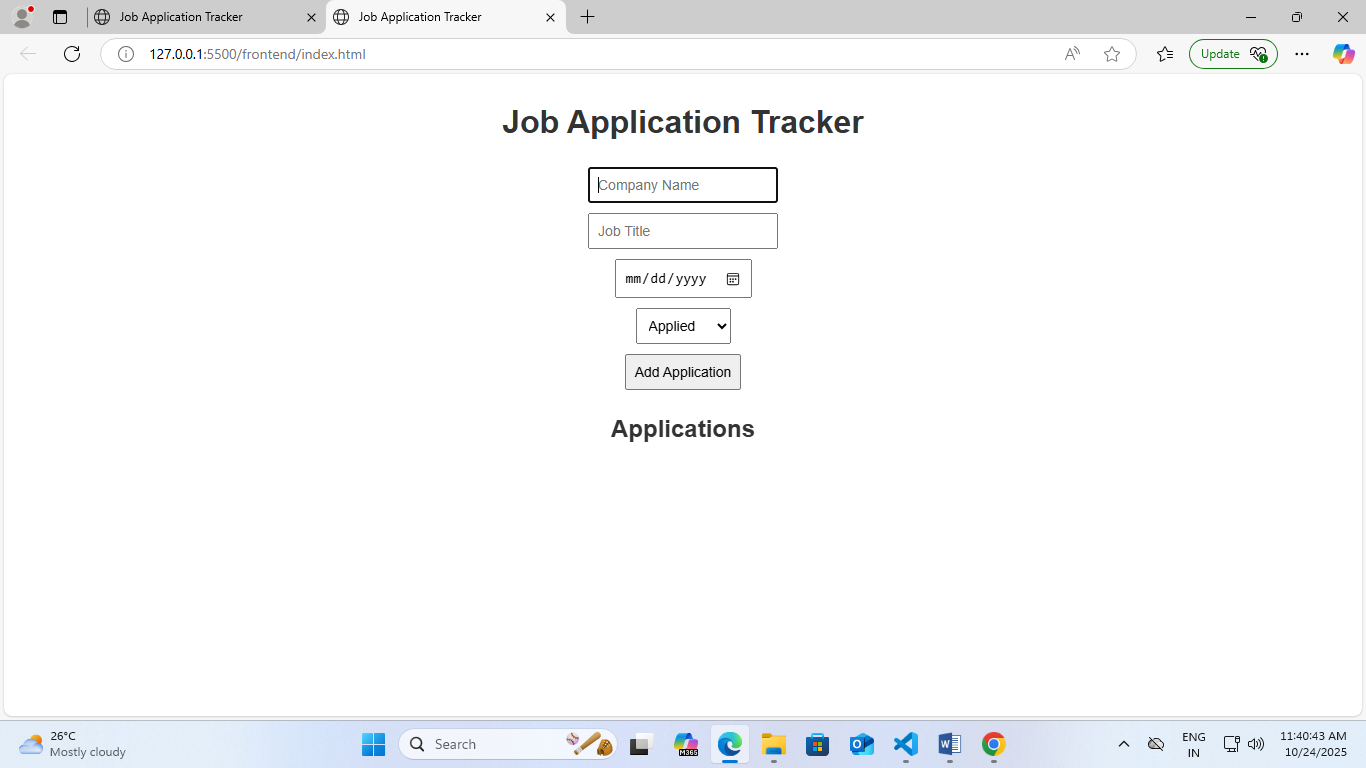 Job Application Tracker
Job Application Tracker
127.0.0.1:5500/frontend/index.html
Update
Job Application Tracker
Company Name
Job Title
mm/dd/yyyy
Applied
Add Application
Applications
26°C
Mostly cloudy
Search
M365
ENG
IN
11:40:43 AM
10/24/2025